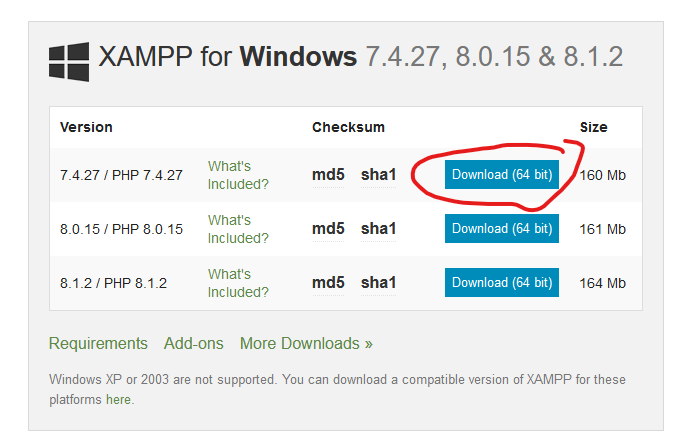 XAMPP for Windows 7.4.27, 8.0.15 & 8.1.2
Version Checksum Size
7.4.27 / PHP 7.4.27 What's Included? md5 sha1 Download (64 bit) 160 Mb
8.0.15 / PHP 8.0.15 What's Included? md5 sha1 Download (64 bit) 161 Mb
8.1.2 / PHP 8.1.2 What's Included? md5 sha1 Download (64 bit) 164 Mb
Requirements Add-ons More Downloads »
Windows XP or 2003 are not supported. You can download a compatible version of XAMPP for these
platforms here.